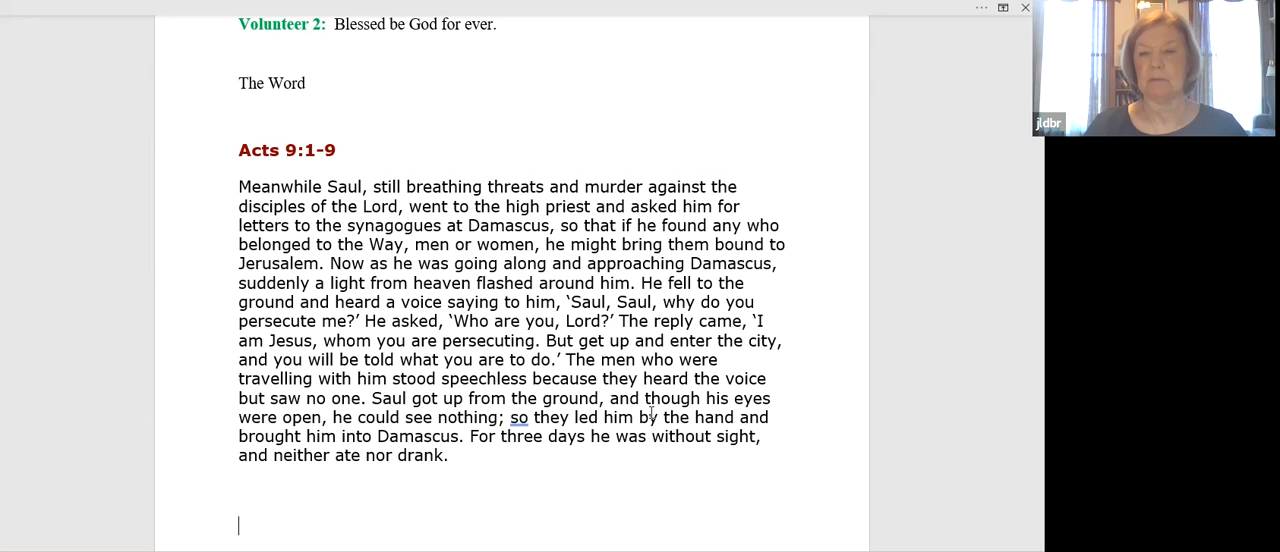 Volunteer 2: Blessed be God for ever.
The Word
Acts 9:1-9
Meanwhile Saul, still breathing threats and murder against the
disciples of the Lord, went to the high priest and asked him for
letters to the synagogues at Damascus, so that if he found any who
belonged to the Way, men or women, he might bring them bound to
Jerusalem. Now as he was going along and approaching Damascus,
suddenly a light from heaven flashed around him. He fell to the
ground and heard a voice saying to him, ‘Saul, Saul, why do you
persecute me?’ He asked, ‘Who are you, Lord?’ The reply came, ‘I
am Jesus, whom you are persecuting. But get up and enter the city,
and you will be told what you are to do.’ The men who were
travelling with him stood speechless because they heard the voice
but saw no one. Saul got up from the ground, and though his eyes
were open, he could see nothing; so they led him by the hand and
brought him into Damascus. For three days he was without sight,
and neither ate nor drank.
jldbr